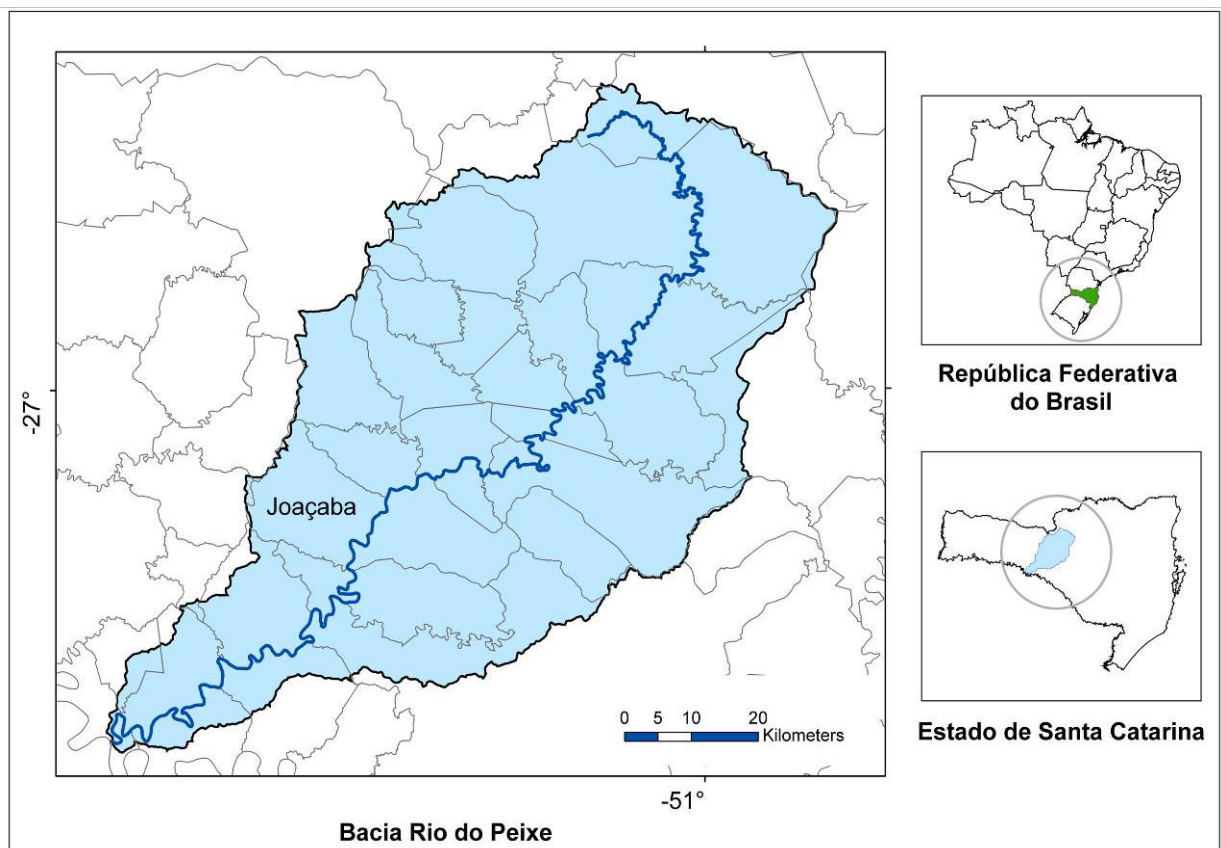 República Federativa
do Brasil
-27°
Joaçaba
0 5 10 20
Kilometers
Estado de Santa Catarina
-51°
Bacia Rio do Peixe